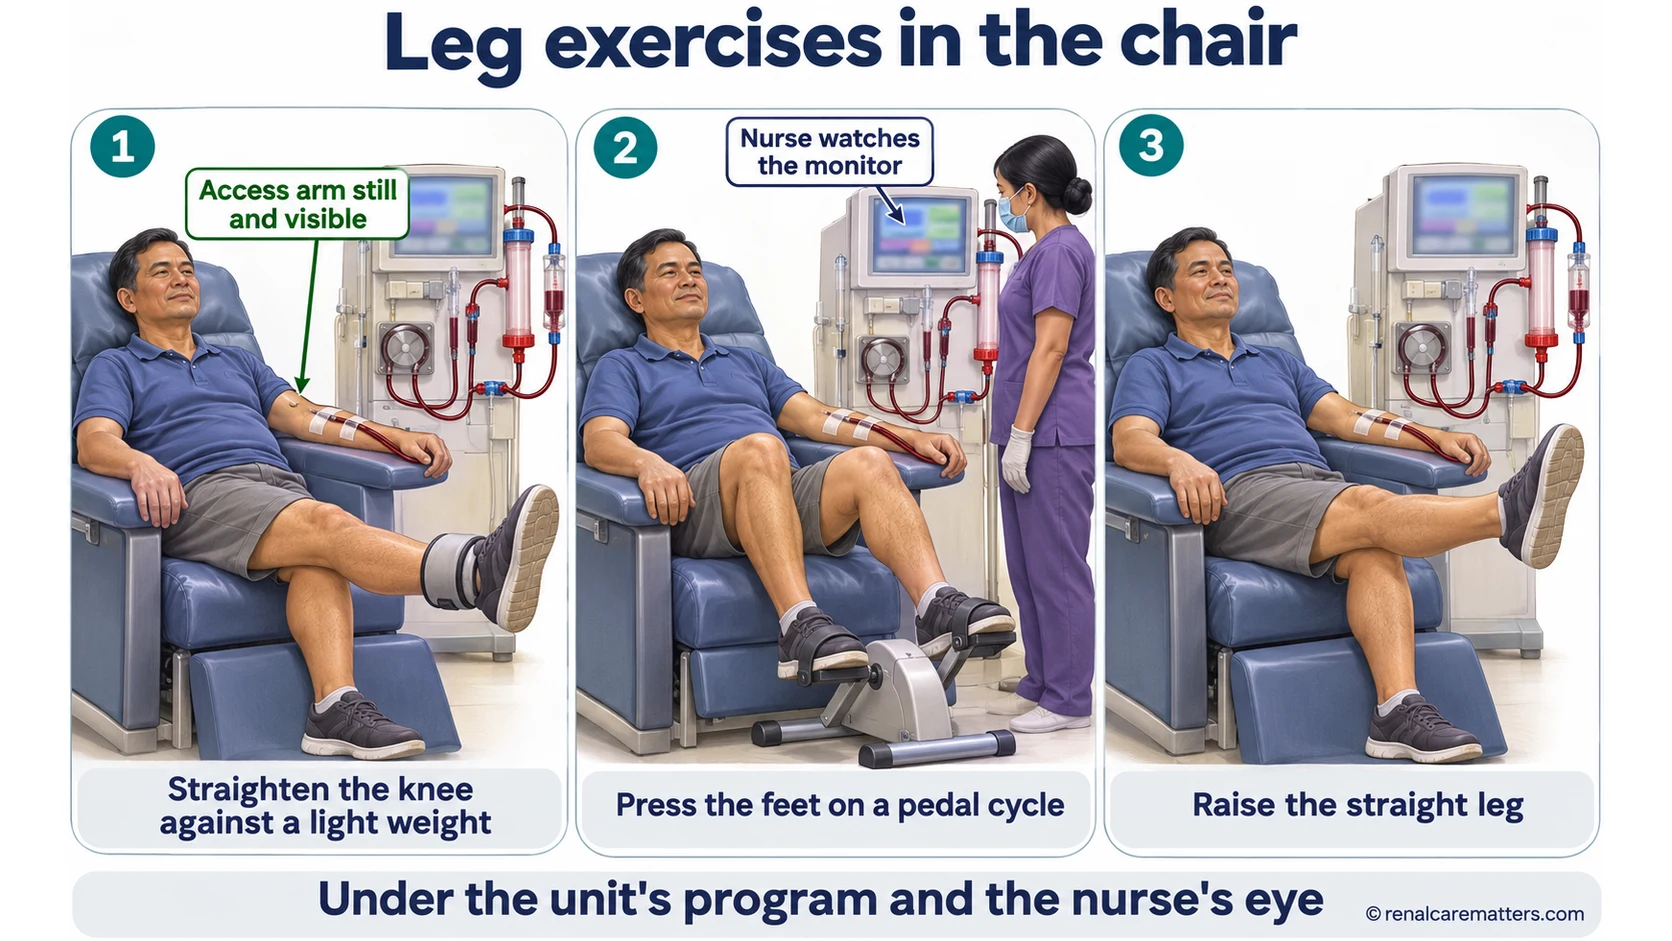 Leg exercises in the chair
1
Access arm still
and visible
Straighten the knee
against a light weight
2
Nurse watches
the monitor
Press the feet on a pedal cycle
3
Raise the straight leg
Under the unit's program and the nurse's eye
© renalcarematters.com